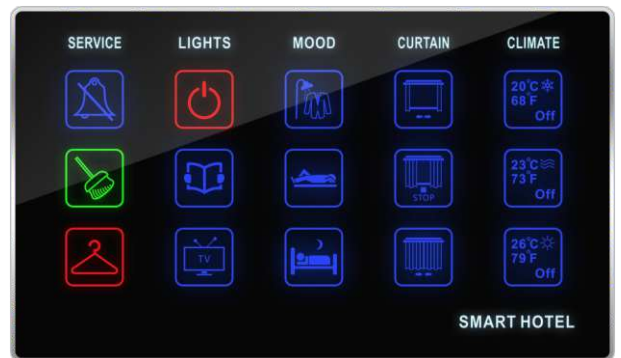 SERVICE LIGHTS MOOD CURTAIN CLIMATE
20°C
68°F
Off
STOP
23°C
73°F
Off
TV
26°C
79°F
Off
SMART HOTEL